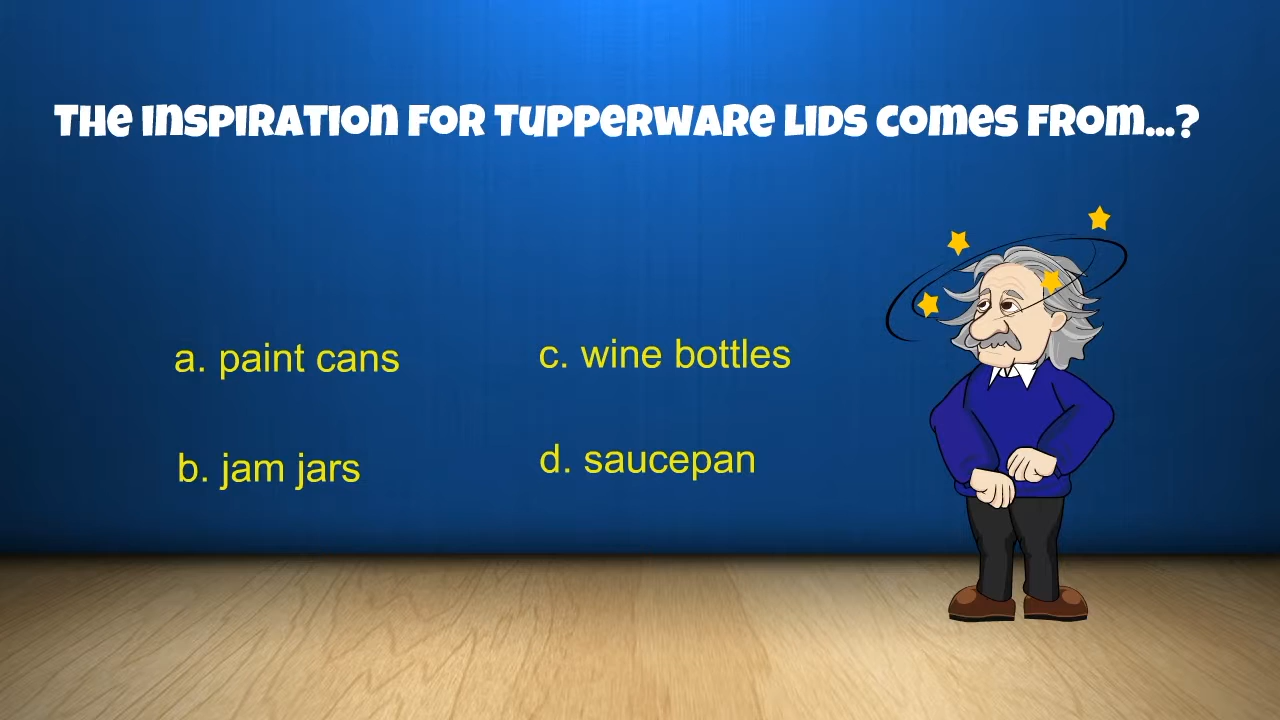 The inspiration for Tupperware lids comes from...?
a. paint cans
b. jam jars
c. wine bottles
d. saucepan